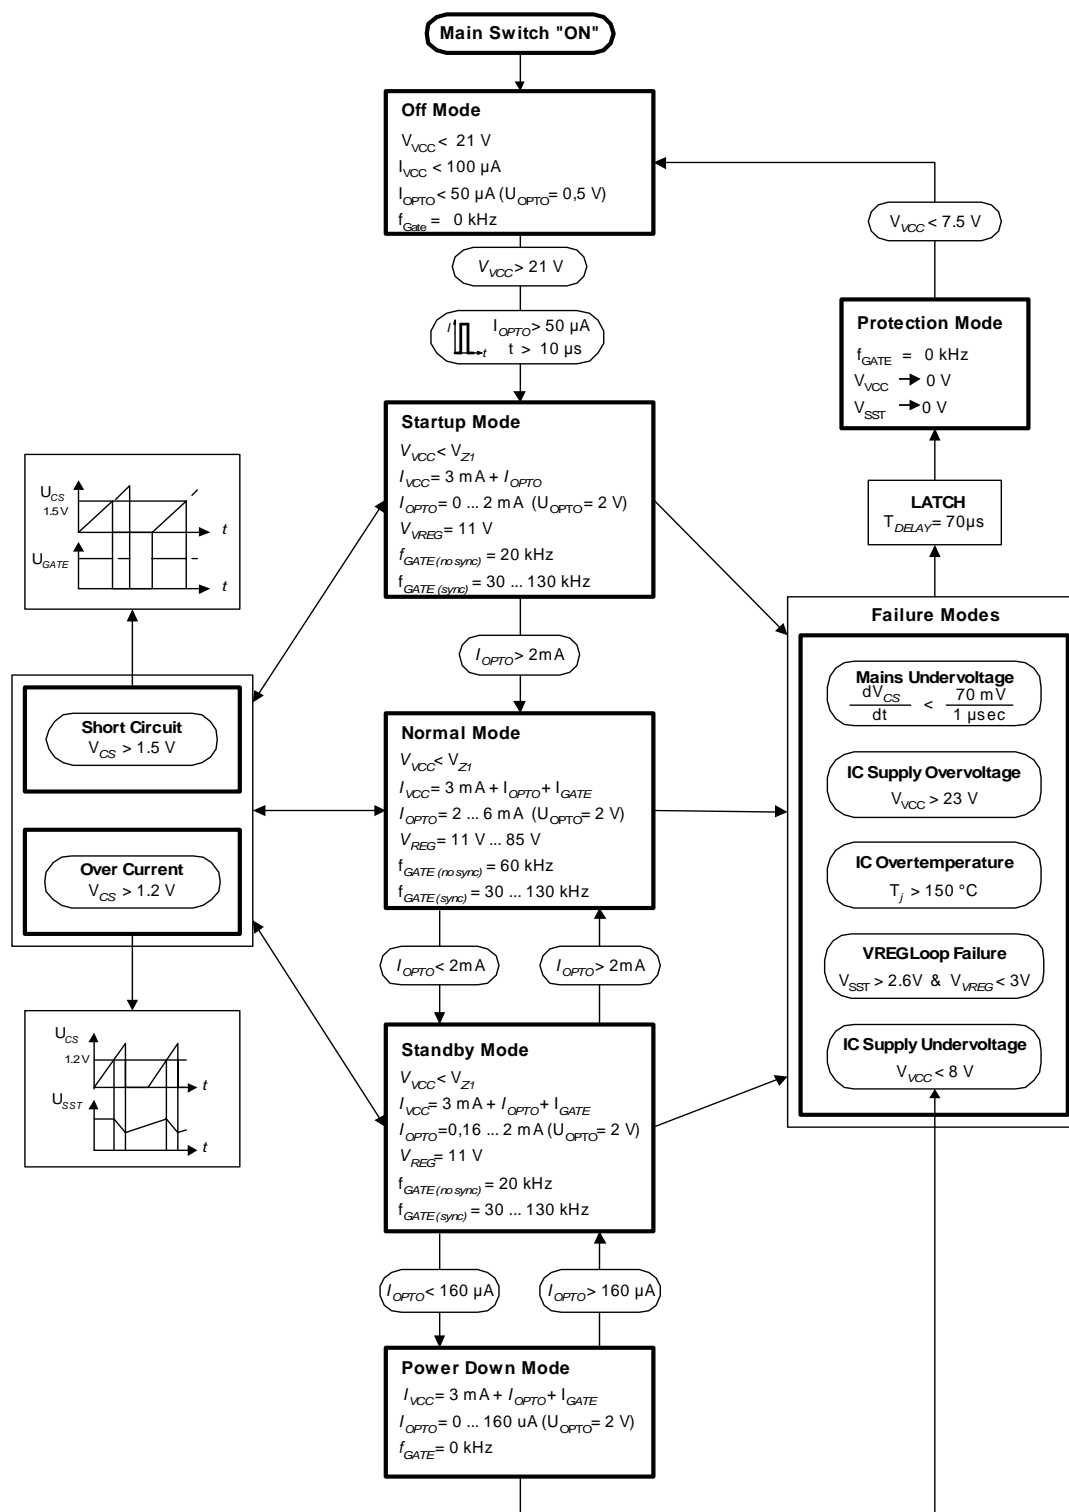 Main Switch "ON"
Off Mode
V_VCC < 21 V
I_VCC < 100 µA
I_OPTO < 50 µA (U_OPTO = 0,5 V)
f_Gate = 0 kHz
V_VCC > 21 V
I
t
I_OPTO > 50 µA
t > 10 µs
Startup Mode
V_VCC < V_Z1
I_VCC = 3 mA + I_OPTO
I_OPTO = 0 ... 2 mA (U_OPTO = 2 V)
V_VREG = 11 V
f_GATE (no sync) = 20 kHz
f_GATE (sync) = 30 ... 130 kHz
I_OPTO > 2mA
Normal Mode
V_VCC < V_Z1
I_VCC = 3 mA + I_OPTO + I_GATE
I_OPTO = 2 ... 6 mA (U_OPTO = 2 V)
V_REG = 11 V ... 85 V
f_GATE (no sync) = 60 kHz
f_GATE (sync) = 30 ... 130 kHz
I_OPTO < 2mA
I_OPTO > 2mA
Standby Mode
V_VCC < V_Z1
I_VCC = 3 mA + I_OPTO + I_GATE
I_OPTO =0,16 ... 2 mA (U_OPTO = 2 V)
V_REG = 11 V
f_GATE (no sync) = 20 kHz
f_GATE (sync) = 30 ... 130 kHz
I_OPTO < 160 µA
I_OPTO > 160 µA
Power Down Mode
I_VCC = 3 mA + I_OPTO + I_GATE
I_OPTO = 0 ... 160 uA (U_OPTO = 2 V)
f_GATE = 0 kHz
U_CS
1.5 V
t
U_GATE
t
Short Circuit
V_CS > 1.5 V
Over Current
V_CS > 1.2 V
U_CS
1.2 V
t
U_SST
t
V_VCC < 7.5 V
Protection Mode
f_GATE = 0 kHz
V_VCC → 0 V
V_SST → 0 V
LATCH
T_DELAY = 70µs
Failure Modes
Mains Undervoltage
dV_CS / dt < 70 mV / 1 µsec
IC Supply Overvoltage
V_VCC > 23 V
IC Overtemperature
T_j > 150 °C
VREG Loop Failure
V_SST > 2.6V & V_VREG < 3V
IC Supply Undervoltage
V_VCC < 8 V